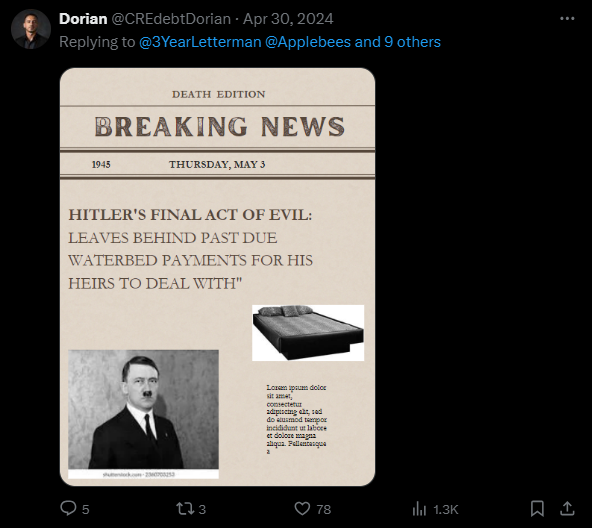 Dorian @CREdebtDorian · Apr 30, 2024
Replying to @3YearLetterman @Applebees and 9 others
DEATH EDITION
BREAKING NEWS
1945 THURSDAY, MAY 3
HITLER'S FINAL ACT OF EVIL:
LEAVES BEHIND PAST DUE
WATERBED PAYMENTS FOR HIS
HEIRS TO DEAL WITH"
Lorem ipsum dolor
sit amet,
consectetur
adipiscing elit, sed
do eiusmod tempor
incididunt ut labore
et dolore magna
aliqua. Pellentesque
a
shutterstock.com · 2360703253
5 3 78 1.3K